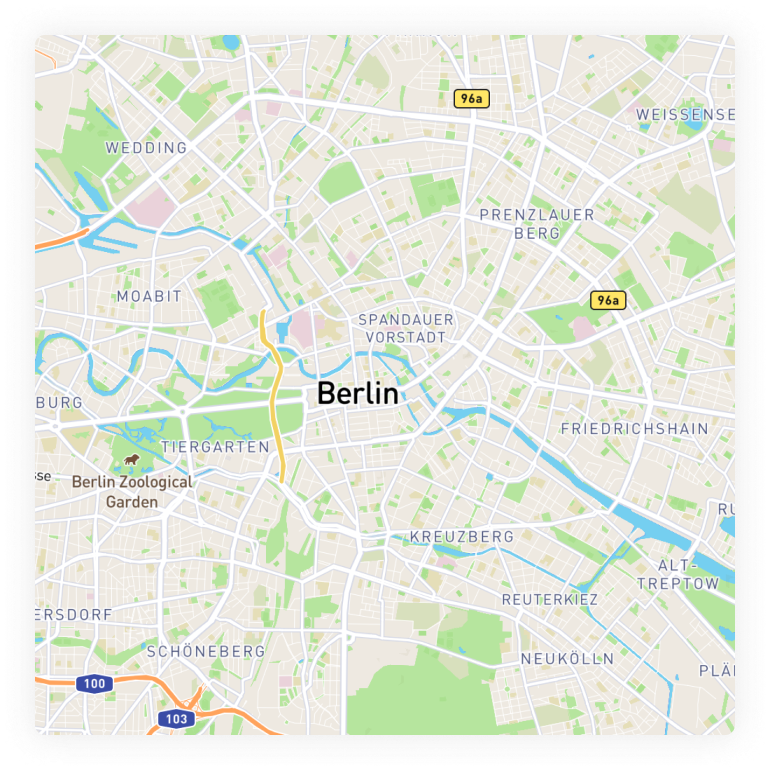 96a
WEISSENSE
WEDDING
PRENZLAUER
BERG
MOABIT
96a
SPANDAUER
VORSTADT
Berlin
BURG
FRIEDRICHSHAIN
TIERGARTEN
sse
Berlin Zoological
Garden
RU
KREUZBERG
ALT-
TREPTOW
REUTERKIEZ
ERSDORF
SCHÖNEBERG
NEUKÖLLN
PLÄ
100
103